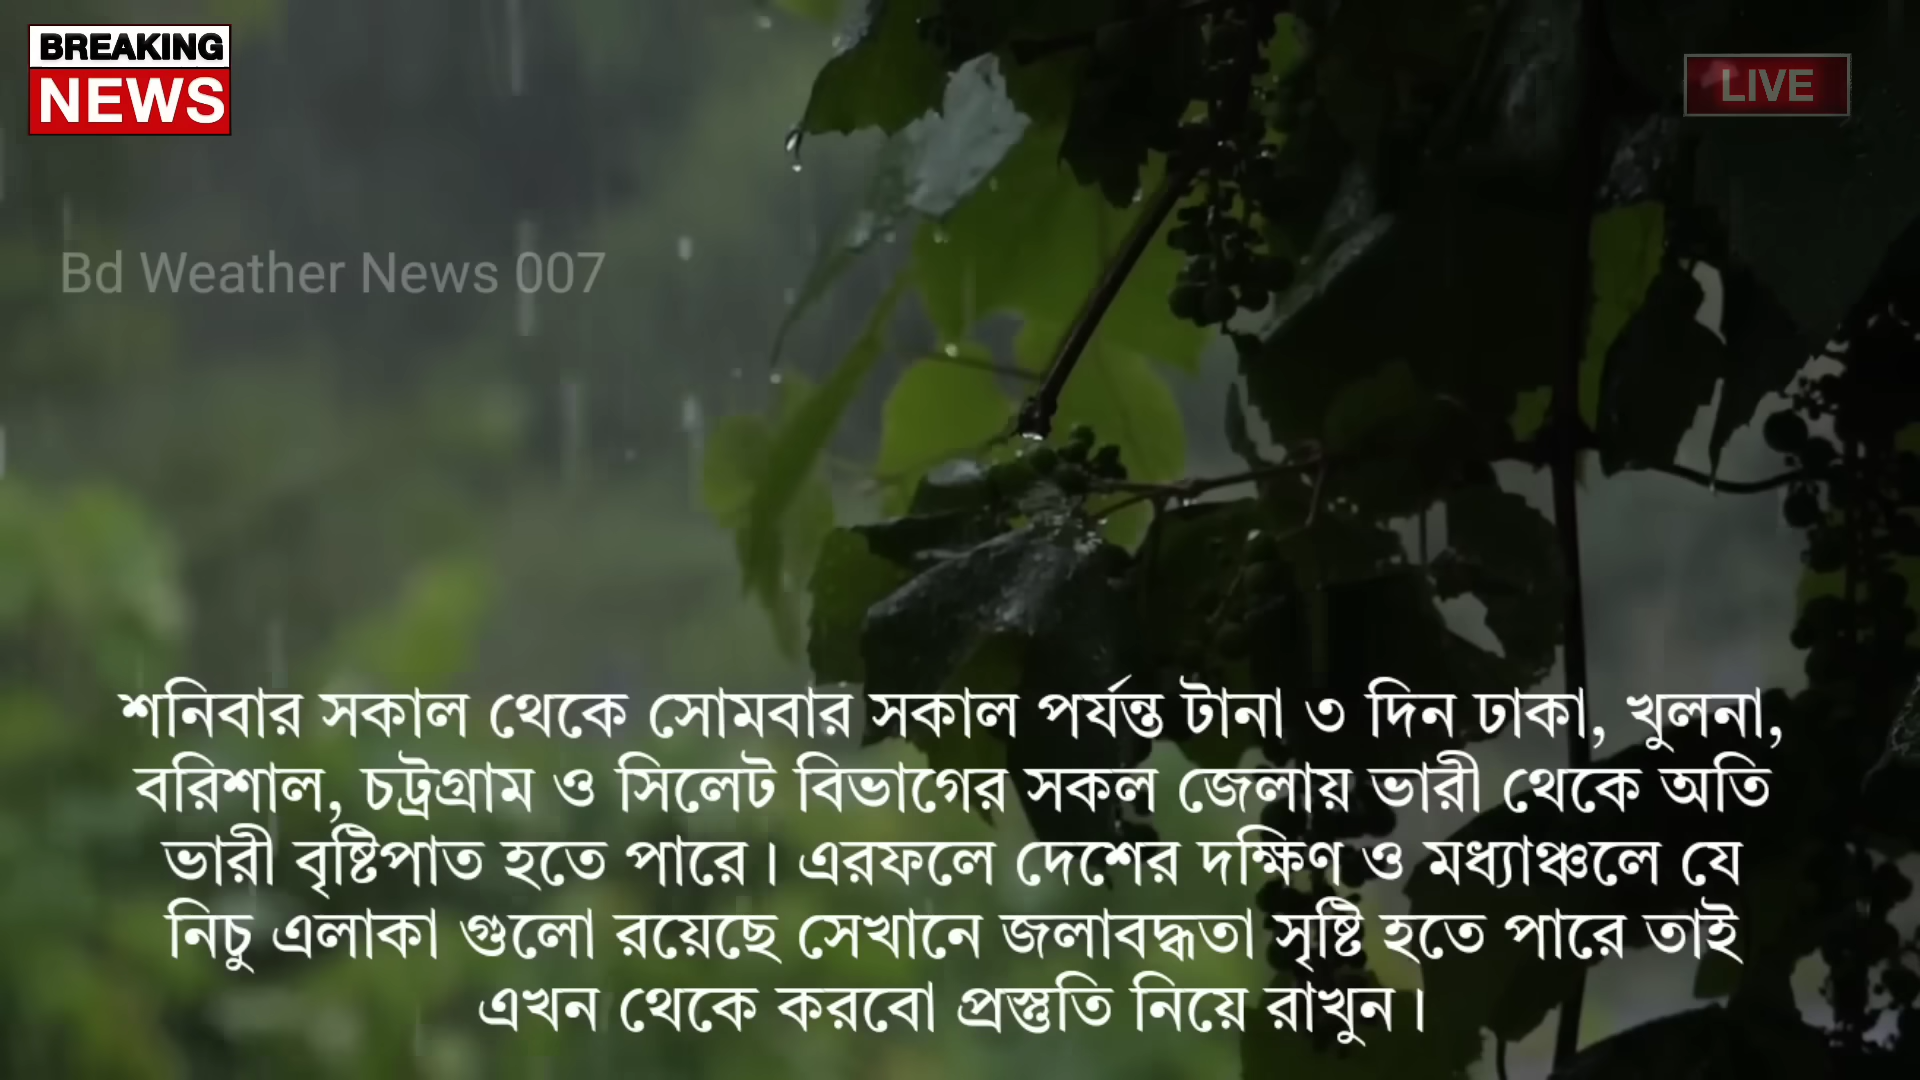 BREAKING
NEWS
LIVE
Bd Weather News 007
শনিবার সকাল থেকে সোমবার সকাল পর্যন্ত টানা ৩ দিন ঢাকা, খুলনা,
বরিশাল, চট্রগ্রাম ও সিলেট বিভাগের সকল জেলায় ভারী থেকে অতি
ভারী বৃষ্টিপাত হতে পারে। এরফলে দেশের দক্ষিণ ও মধ্যাঞ্চলে যে
নিচু এলাকা গুলো রয়েছে সেখানে জলাবদ্ধতা সৃষ্টি হতে পারে তাই
এখন থেকে করবো প্রস্তুতি নিয়ে রাখুন।